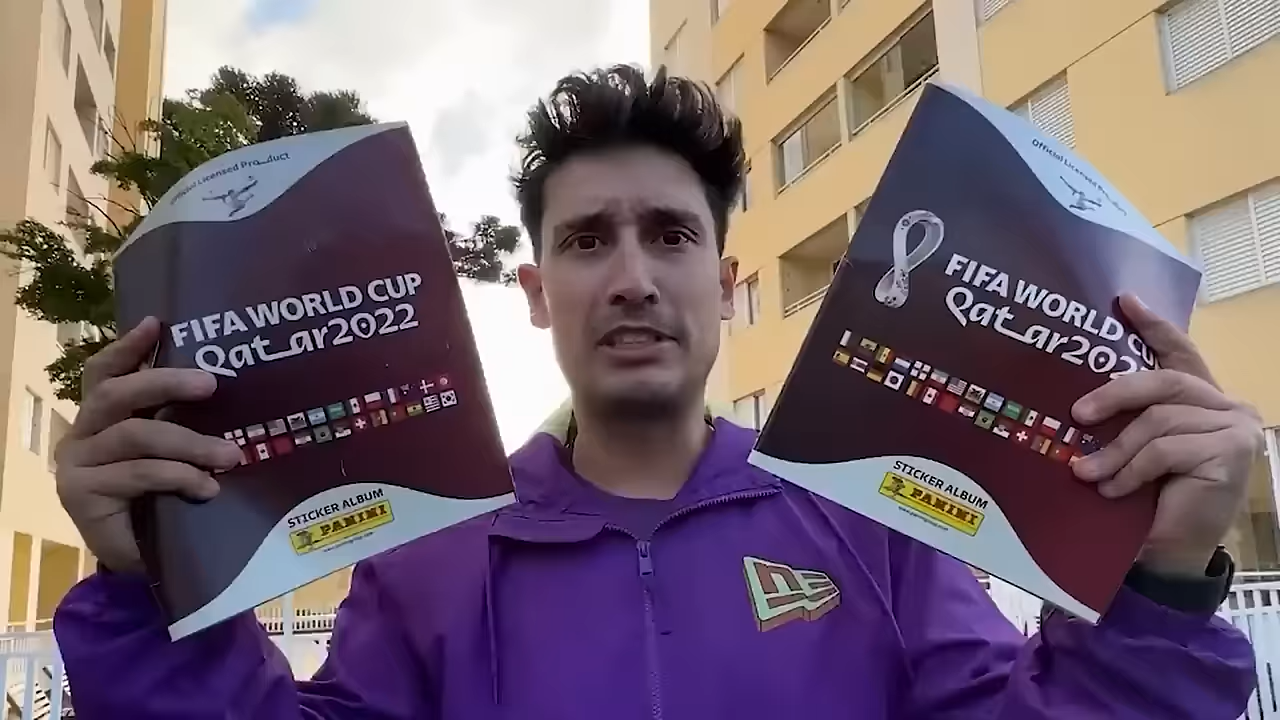 Official Licensed Product
FIFA WORLD CUP
Qatar2022
STICKER ALBUM
PANINI
Official Licensed Product
FIFA WORLD CU
Qatar2022
STICKER ALBUM
PANINI